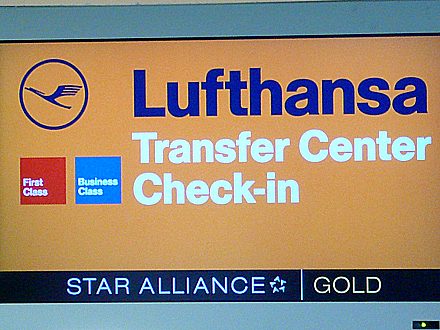 Lufthansa
Transfer Center
Check-in
First
Class
Business
Class
STAR ALLIANCE GOLD